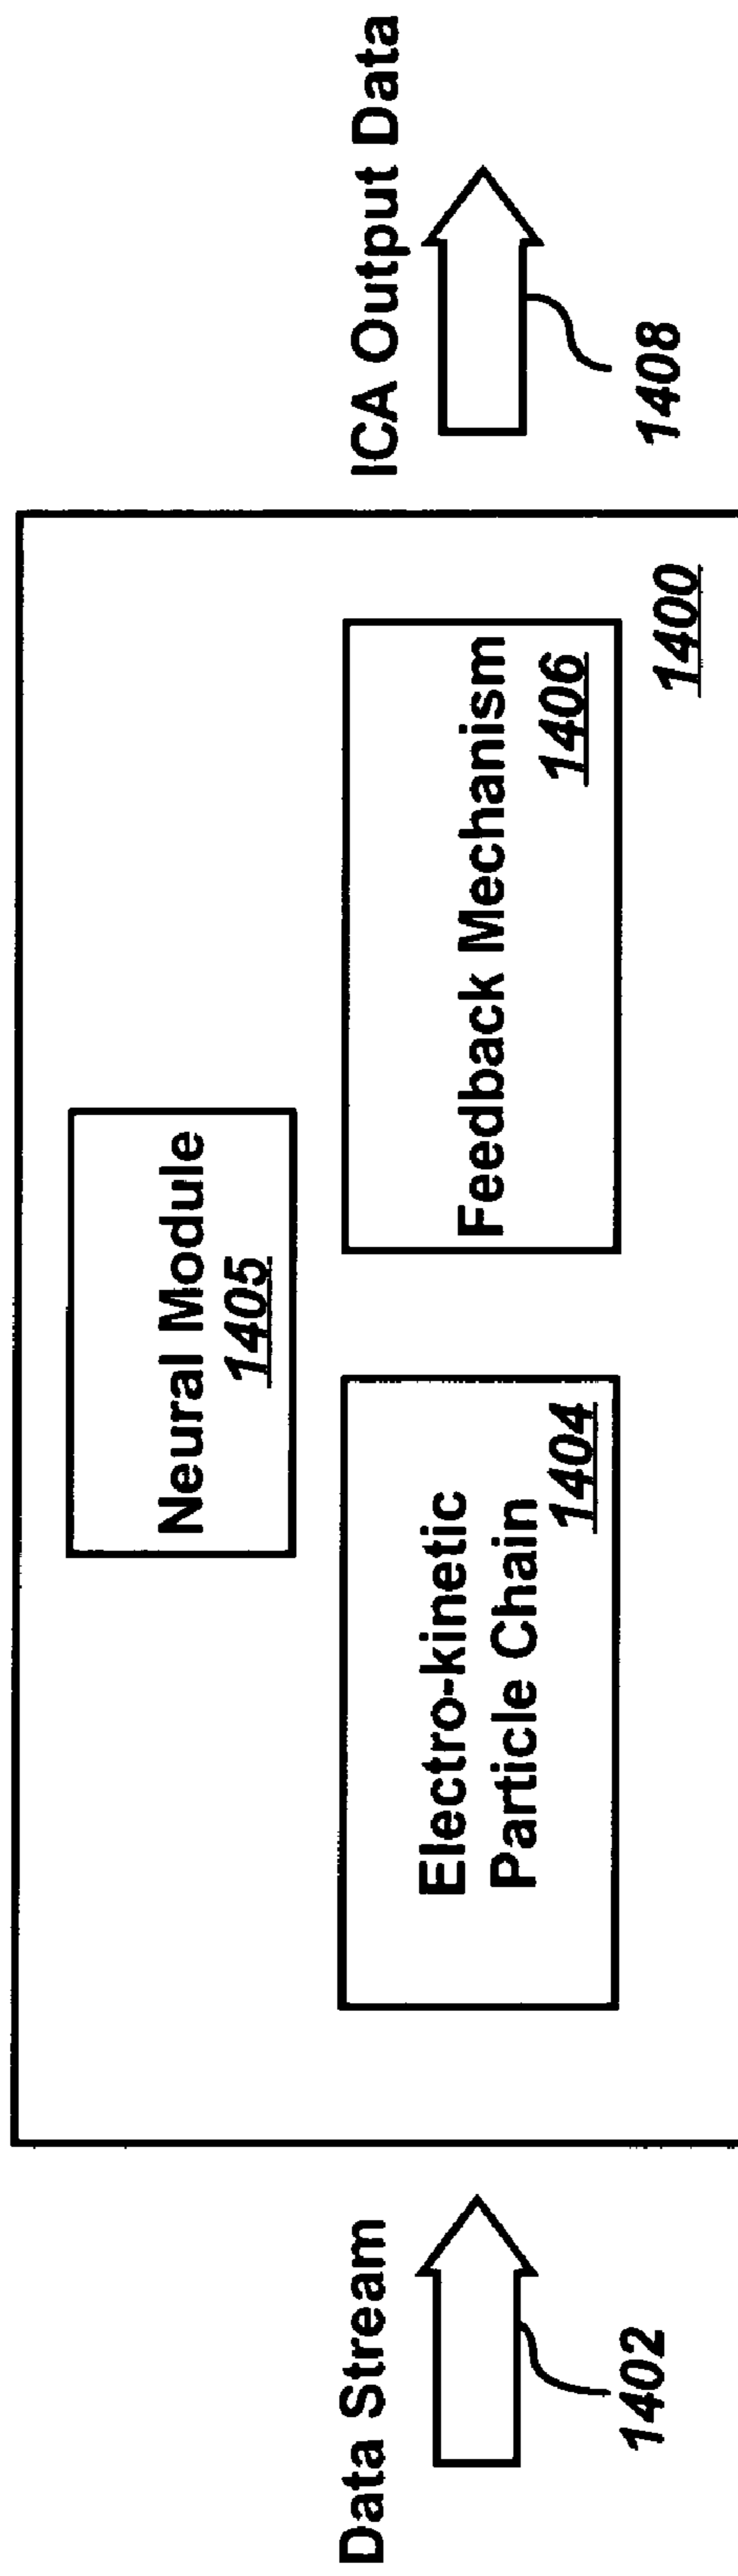 Neural Module
1405
Data Stream
1402
Electro-kinetic
Particle Chain
1404
Feedback Mechanism
1406
1400
ICA Output Data
1408